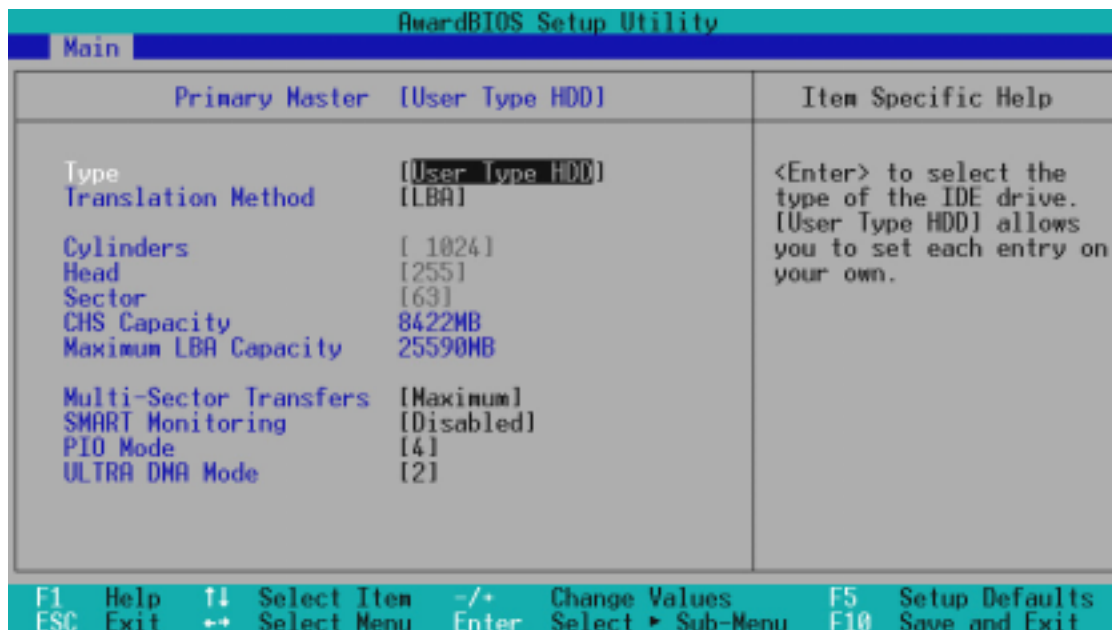 AwardBIOS Setup Utility
Main
Primary Master [User Type HDD]
Item Specific Help
Type [User Type HDD]
Translation Method [LBA]
Cylinders [ 1024]
Head [255]
Sector [63]
CHS Capacity 8422MB
Maximum LBA Capacity 25590MB
Multi-Sector Transfers [Maximum]
SMART Monitoring [Disabled]
PIO Mode [4]
ULTRA DMA Mode [2]
<Enter> to select the
type of the IDE drive.
[User Type HDD] allows
you to set each entry on
your own.
F1 Help ↑↓ Select Item -/+ Change Values F5 Setup Defaults
ESC Exit ←→ Select Menu Enter Select ► Sub-Menu F10 Save and Exit